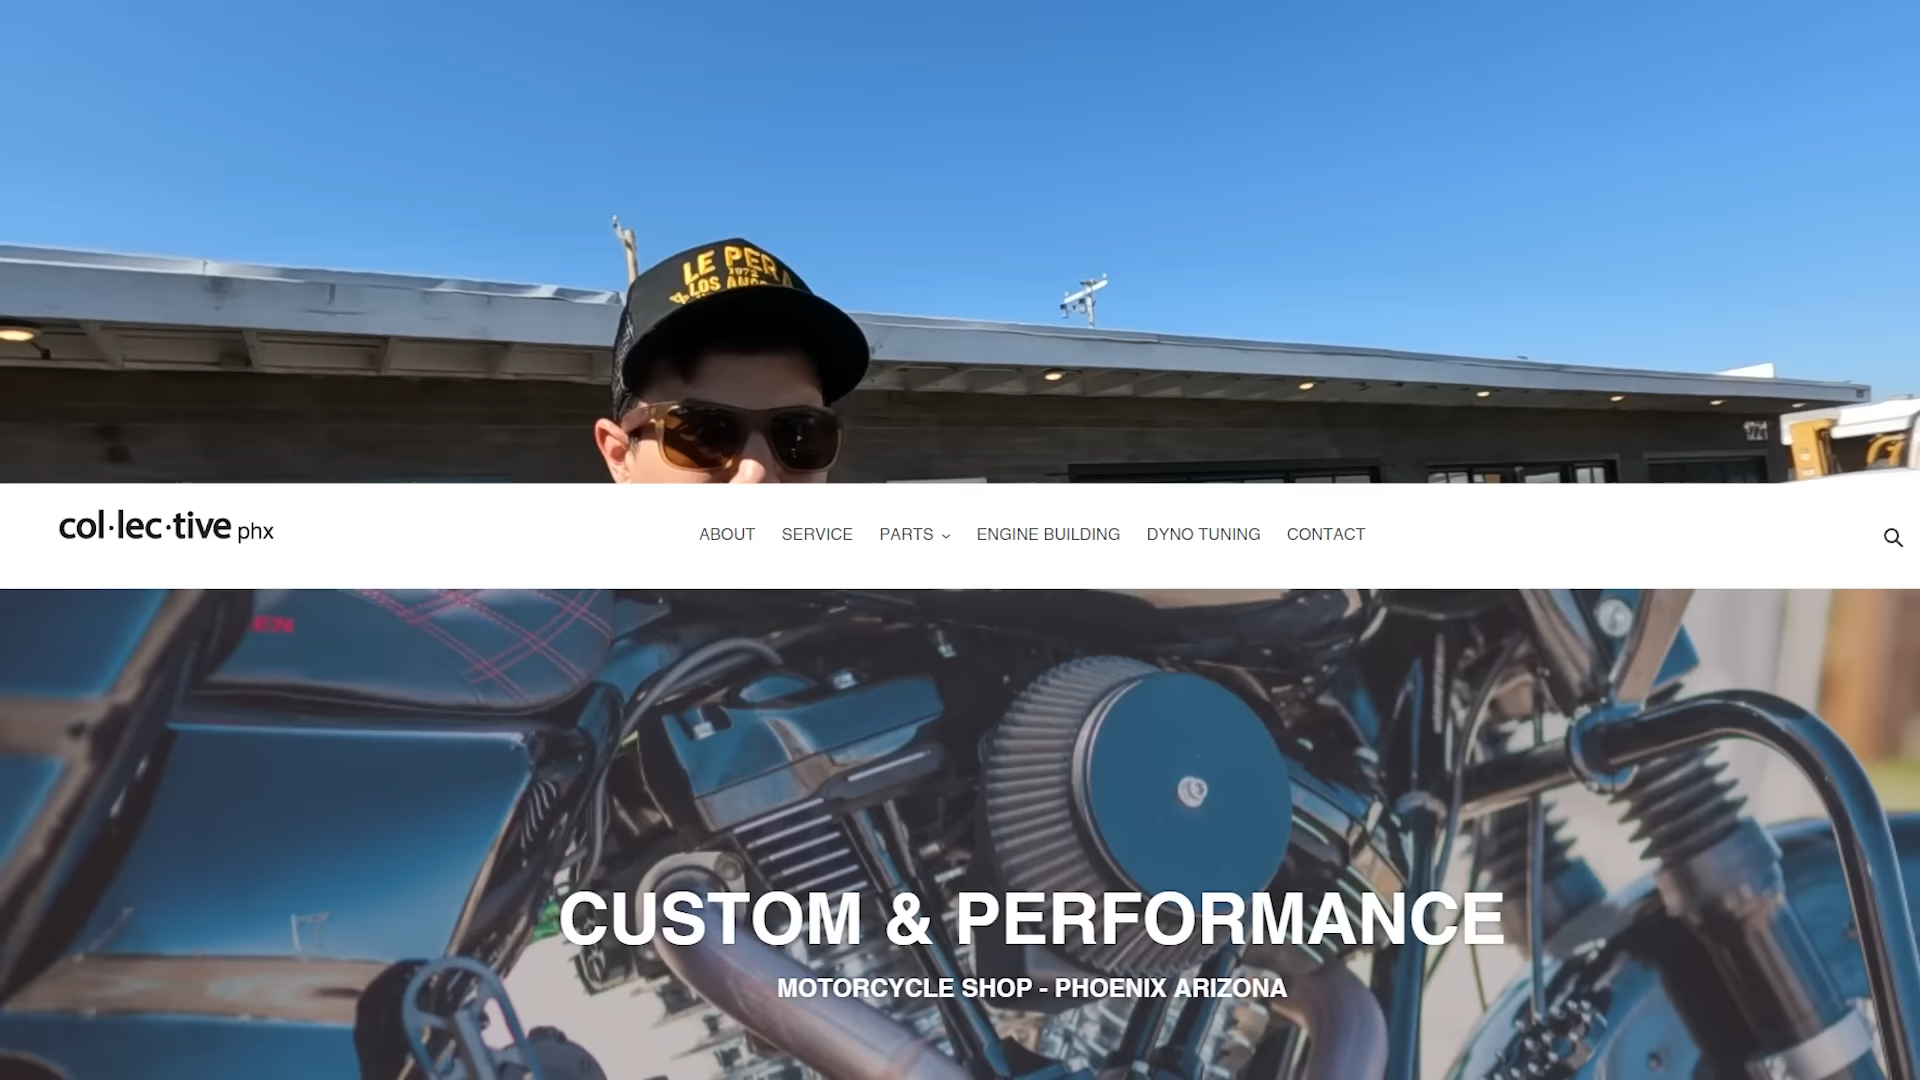 LE PERA
1972
1721
col·lec·tive phx
ABOUT SERVICE PARTS ENGINE BUILDING DYNO TUNING CONTACT
CUSTOM & PERFORMANCE
MOTORCYCLE SHOP - PHOENIX ARIZONA